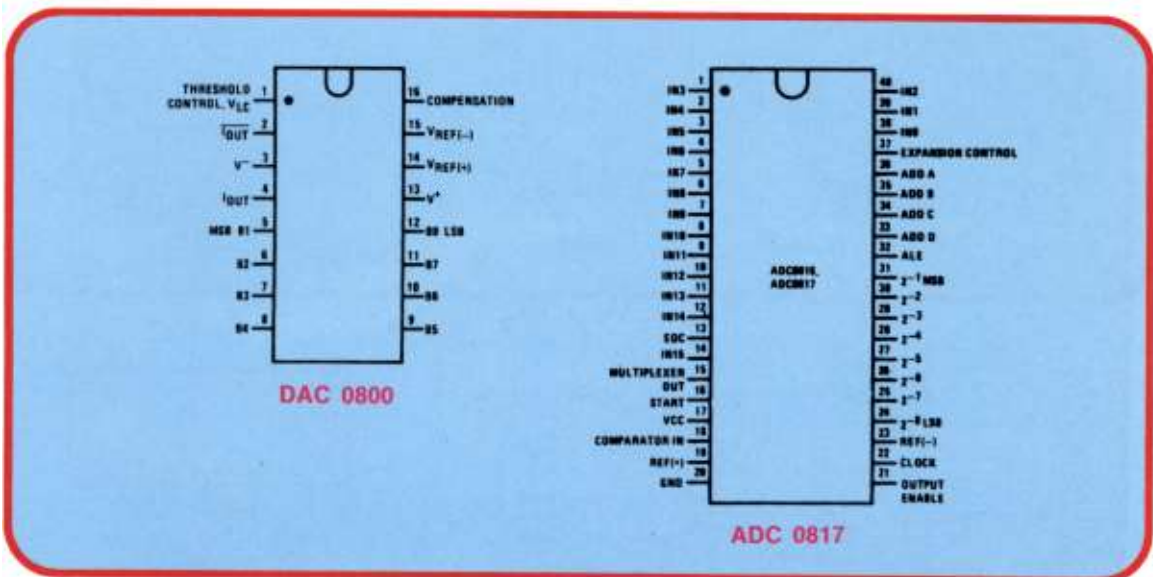 THRESHOLD
CONTROL, VLC
1
IOUT
2
V−
3
IOUT
4
MSB B1
5
B2
6
B3
7
B4
8
16
COMPENSATION
15
VREF(−)
14
VREF(+)
13
V+
12
B8 LSB
11
B7
10
B6
9
B5
DAC 0800
1
IN3
2
IN4
3
IN5
4
IN6
5
IN7
6
IN8
7
IN9
8
IN10
9
IN11
10
IN12
11
IN13
12
IN14
13
EOC
14
IN15
15
MULTIPLEXER
OUT
16
START
17
VCC
18
COMPARATOR IN
19
REF(+)
20
GND
ADC0816,
ADC0817
40
IN2
39
IN1
38
IN0
37
EXPANSION CONTROL
36
ADD A
35
ADD B
34
ADD C
33
ADD D
32
ALE
31
2−1 MSB
30
2−2
29
2−3
28
2−4
27
2−5
26
2−6
25
2−7
24
2−8 LSB
23
REF(−)
22
CLOCK
21
OUTPUT
ENABLE
ADC 0817